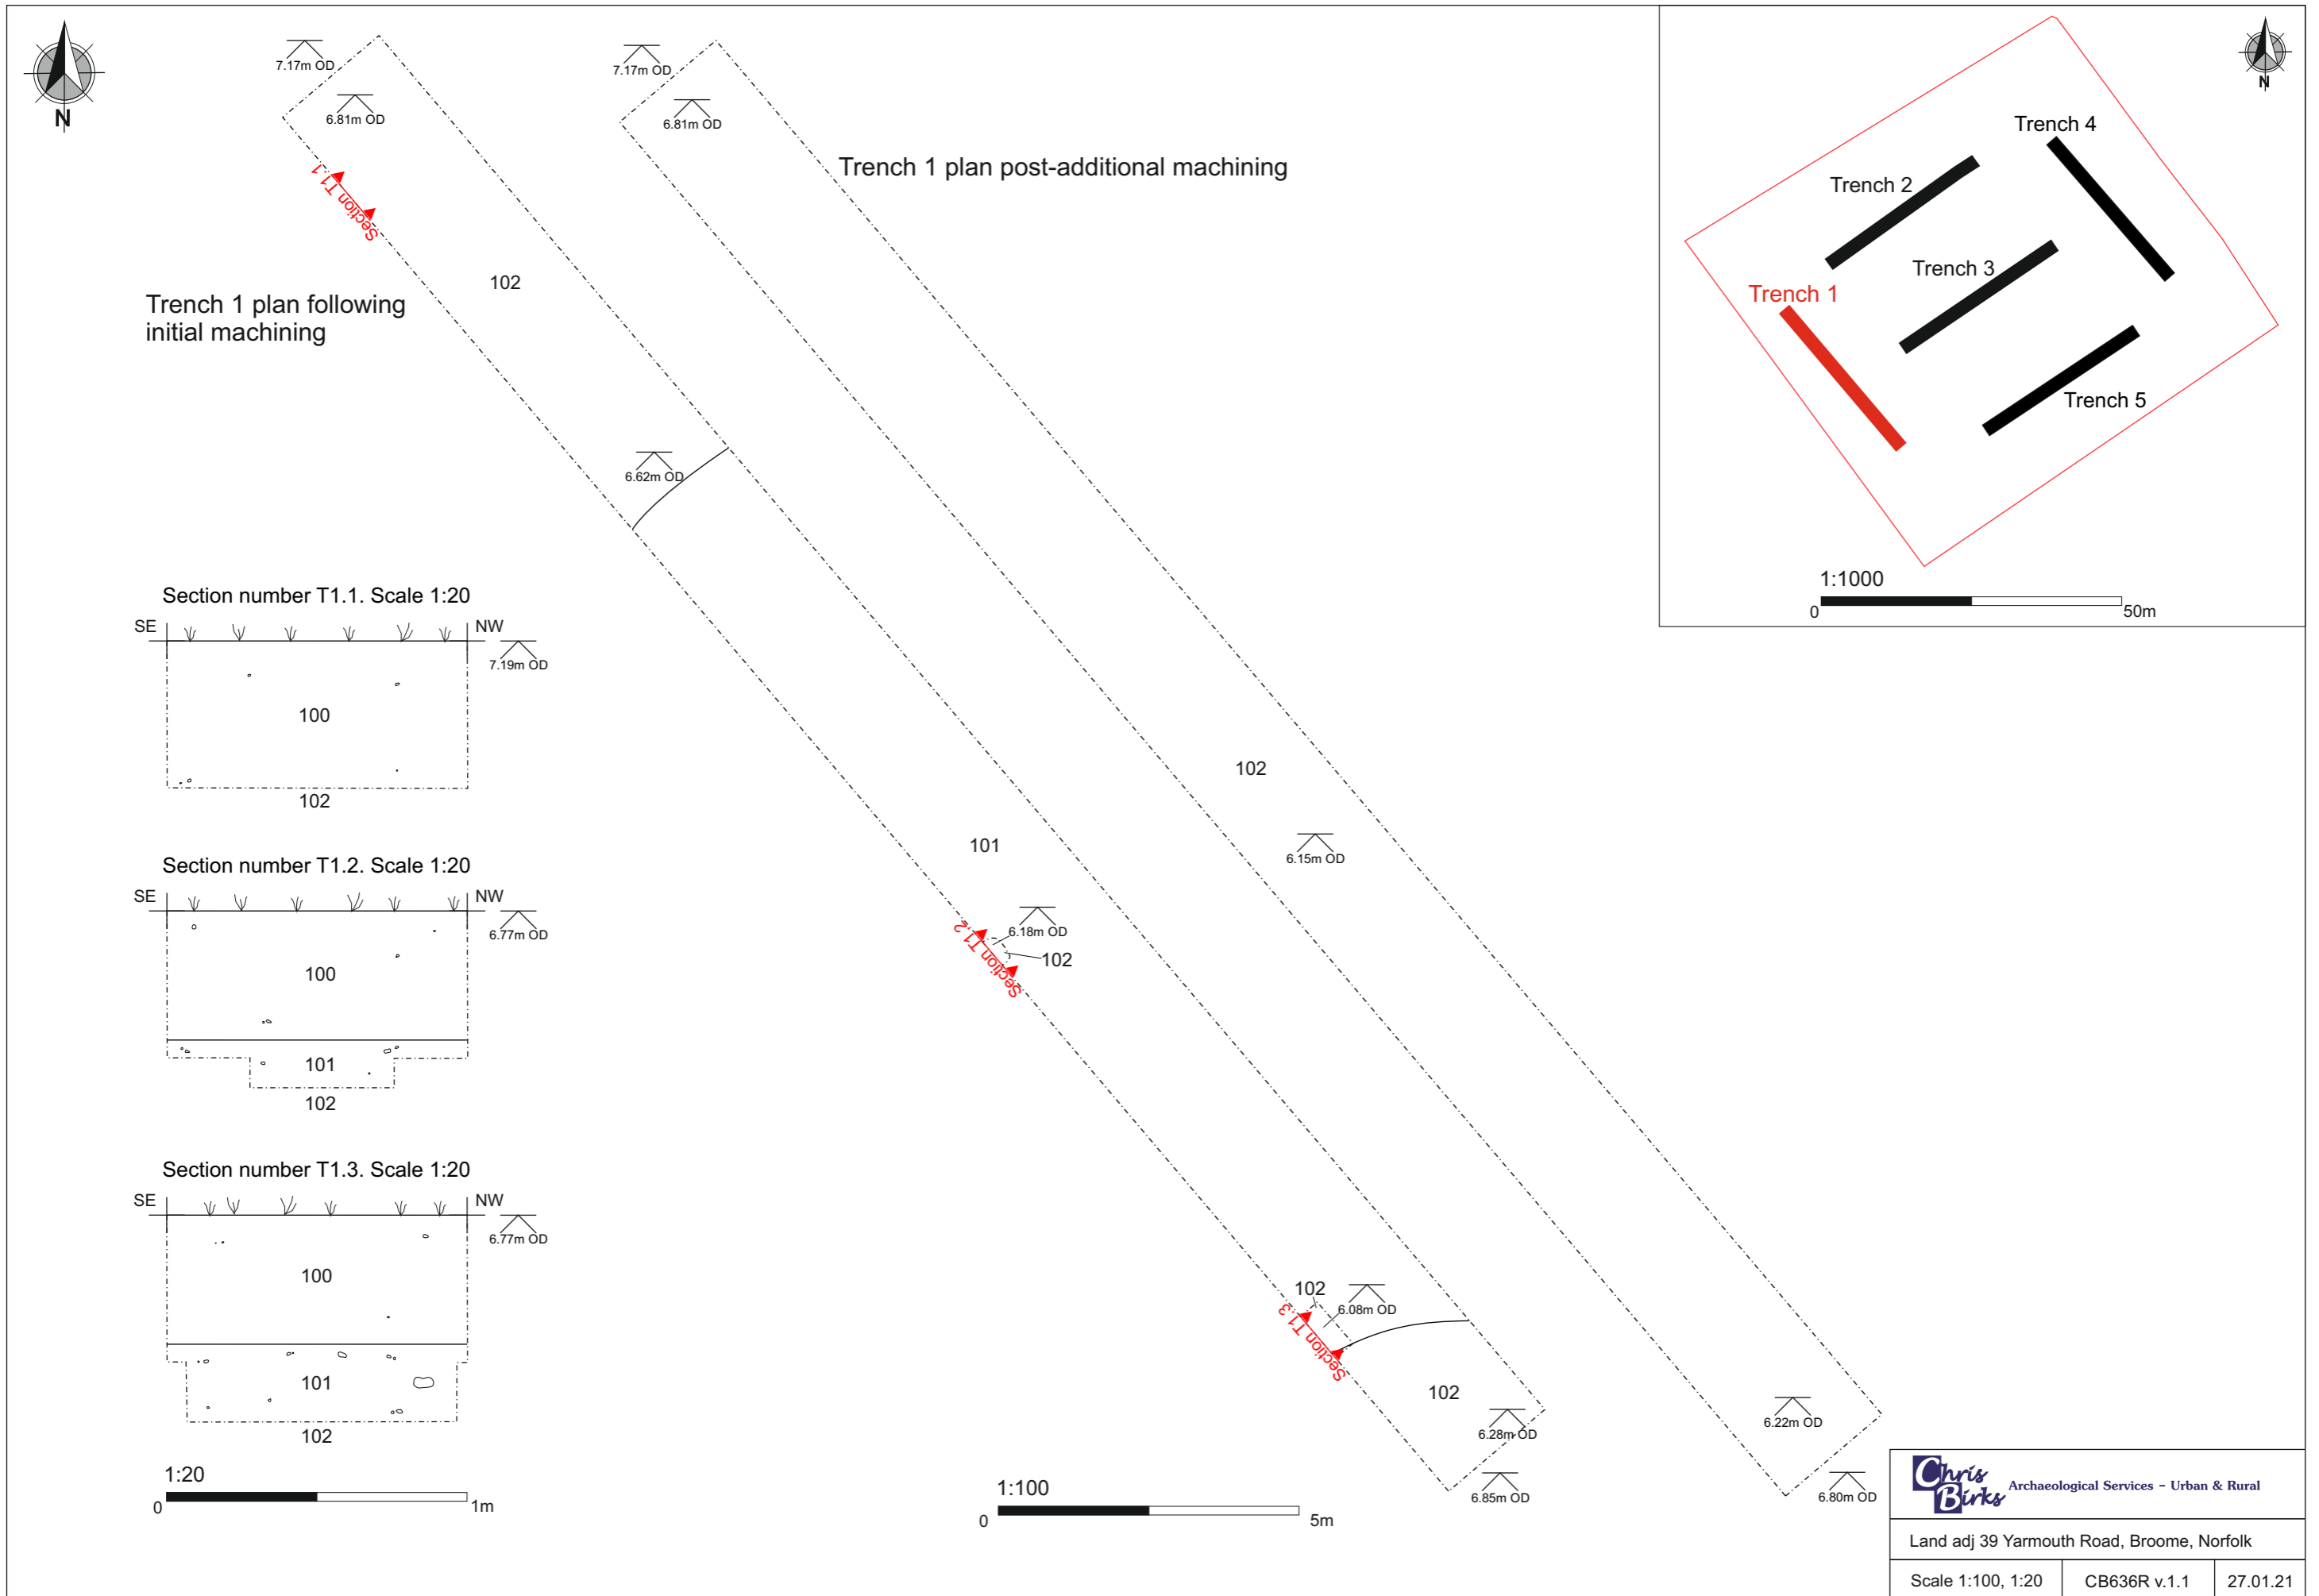 N
7.17m OD
6.81m OD
7.17m OD
6.81m OD
Trench 1 plan post-additional machining
Section T1.1
102
Trench 1 plan following
initial machining
6.62m OD
N
Trench 4
Trench 2
Trench 3
Trench 1
Trench 5
1:1000
0
50m
Section number T1.1. Scale 1:20
SE
NW
7.19m OD
100
102
Section number T1.2. Scale 1:20
SE
NW
6.77m OD
100
101
102
Section number T1.3. Scale 1:20
SE
NW
6.77m OD
100
101
102
1:20
0
1m
102
6.15m OD
101
6.18m OD
102
Section T1.2
102
6.08m OD
Section T1.3
102
6.28m OD
6.85m OD
6.22m OD
6.80m OD
1:100
0
5m
Chris
Birks
Archaeological Services - Urban & Rural
Land adj 39 Yarmouth Road, Broome, Norfolk
Scale 1:100, 1:20
CB636R v.1.1
27.01.21